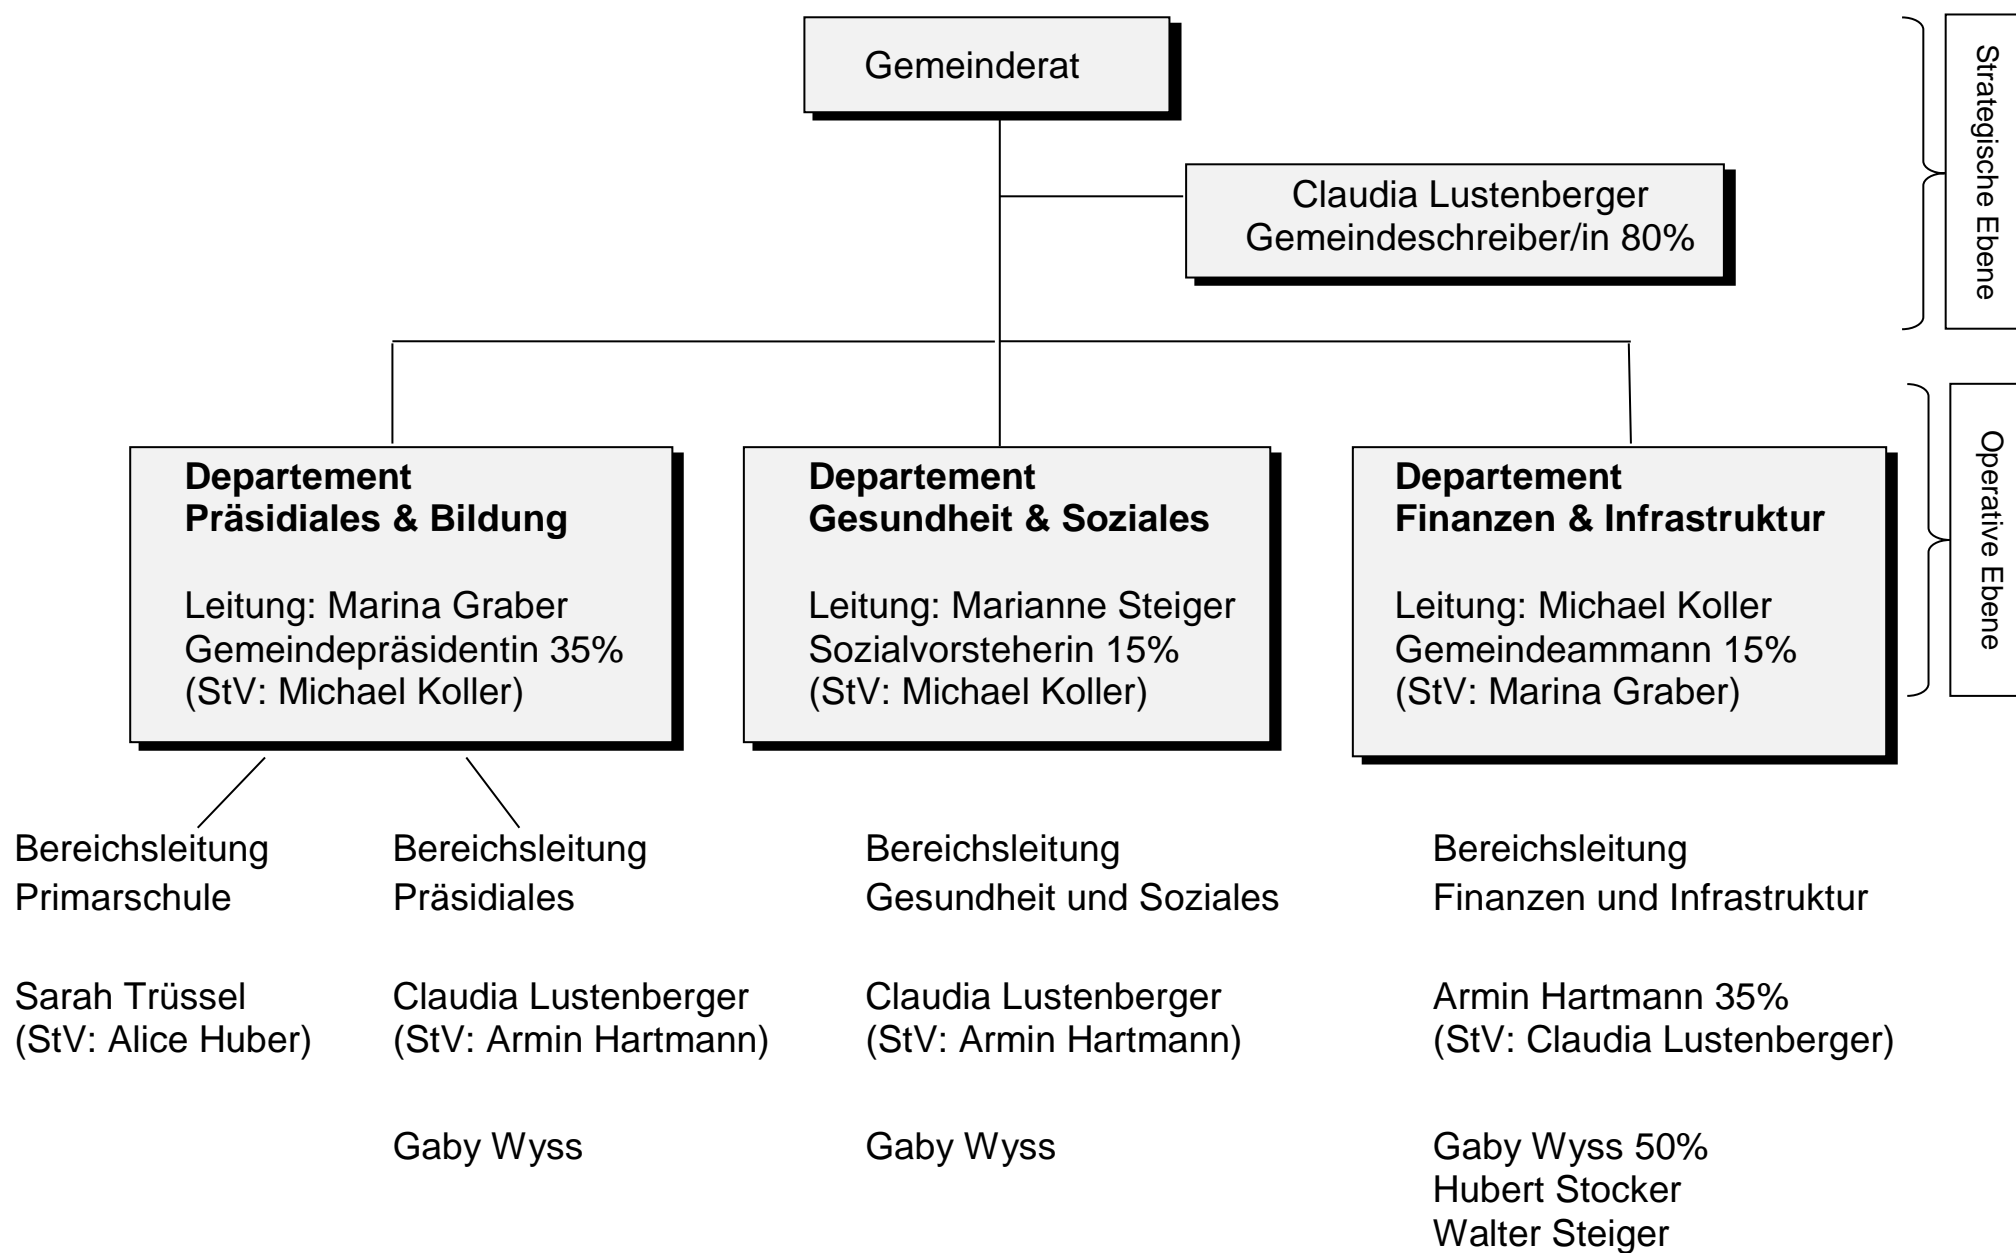 Gemeinderat
Strategische Ebene
Claudia Lustenberger
Gemeindeschreiber/in 80%
Operative Ebene
Departement
Präsidiales & Bildung
Leitung: Marina Graber
Gemeindepräsidentin 35%
(StV: Michael Koller)
Departement
Gesundheit & Soziales
Leitung: Marianne Steiger
Sozialvorsteherin 15%
(StV: Michael Koller)
Departement
Finanzen & Infrastruktur
Leitung: Michael Koller
Gemeindeammann 15%
(StV: Marina Graber)
Bereichsleitung
Primarschule
Sarah Trüssel
(StV: Alice Huber)
Bereichsleitung
Präsidiales
Claudia Lustenberger
(StV: Armin Hartmann)
Gaby Wyss
Bereichsleitung
Gesundheit und Soziales
Claudia Lustenberger
(StV: Armin Hartmann)
Gaby Wyss
Bereichsleitung
Finanzen und Infrastruktur
Armin Hartmann 35%
(StV: Claudia Lustenberger)
Gaby Wyss 50%
Hubert Stocker
Walter Steiger